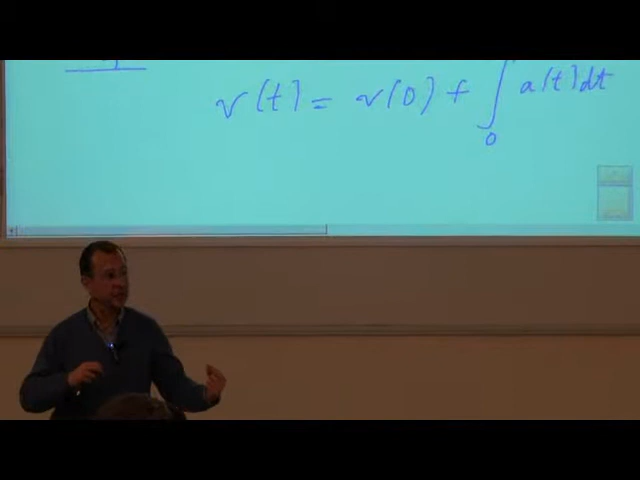 v(t) = v(0) + ∫₀ a(t)dt